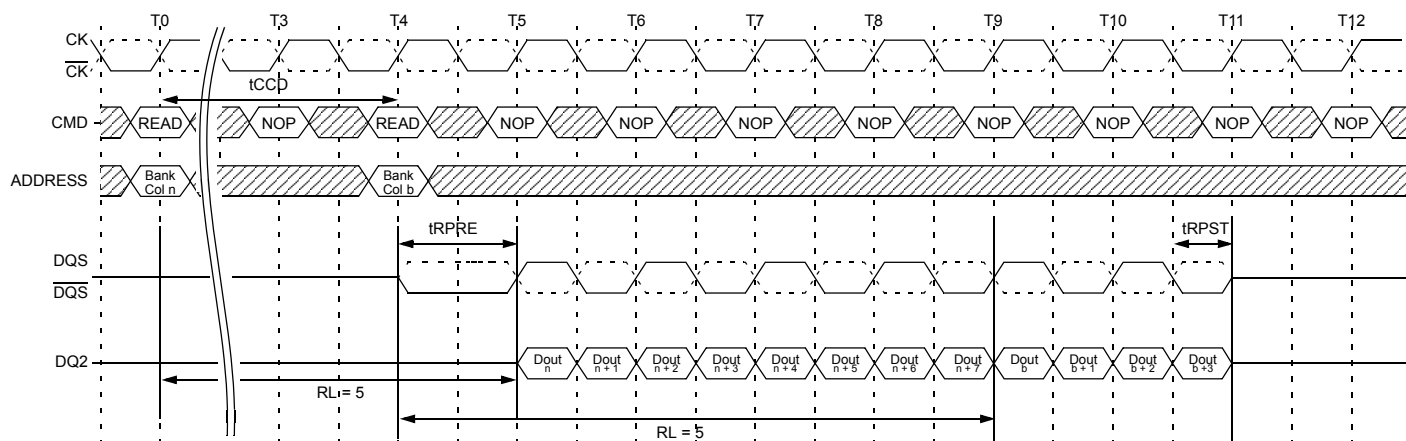 T0 T3 T4 T5 T6 T7 T8 T9 T10 T11 T12
CK
CK
tCCD
CMD READ NOP READ NOP NOP NOP NOP NOP NOP NOP NOP
ADDRESS Bank Col n Bank Col b
tRPRE tRPST
DQS
DQS
DQ2 Dout n Dout n + 1 Dout n + 2 Dout n + 3 Dout n + 4 Dout n + 5 Dout n + 6 Dout n + 7 Dout b Dout b + 1 Dout b + 2 Dout b +3
RL = 5
RL = 5